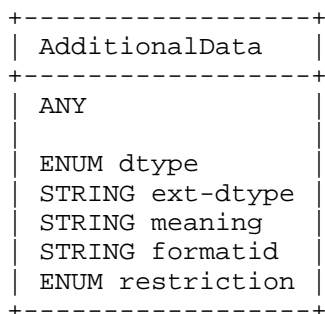 +------------------+
| AdditionalData   |
+------------------+
| ANY              |
|                  |
| ENUM dtype       |
| STRING ext-dtype |
| STRING meaning   |
| STRING formatid  |
| ENUM restriction |
+------------------+